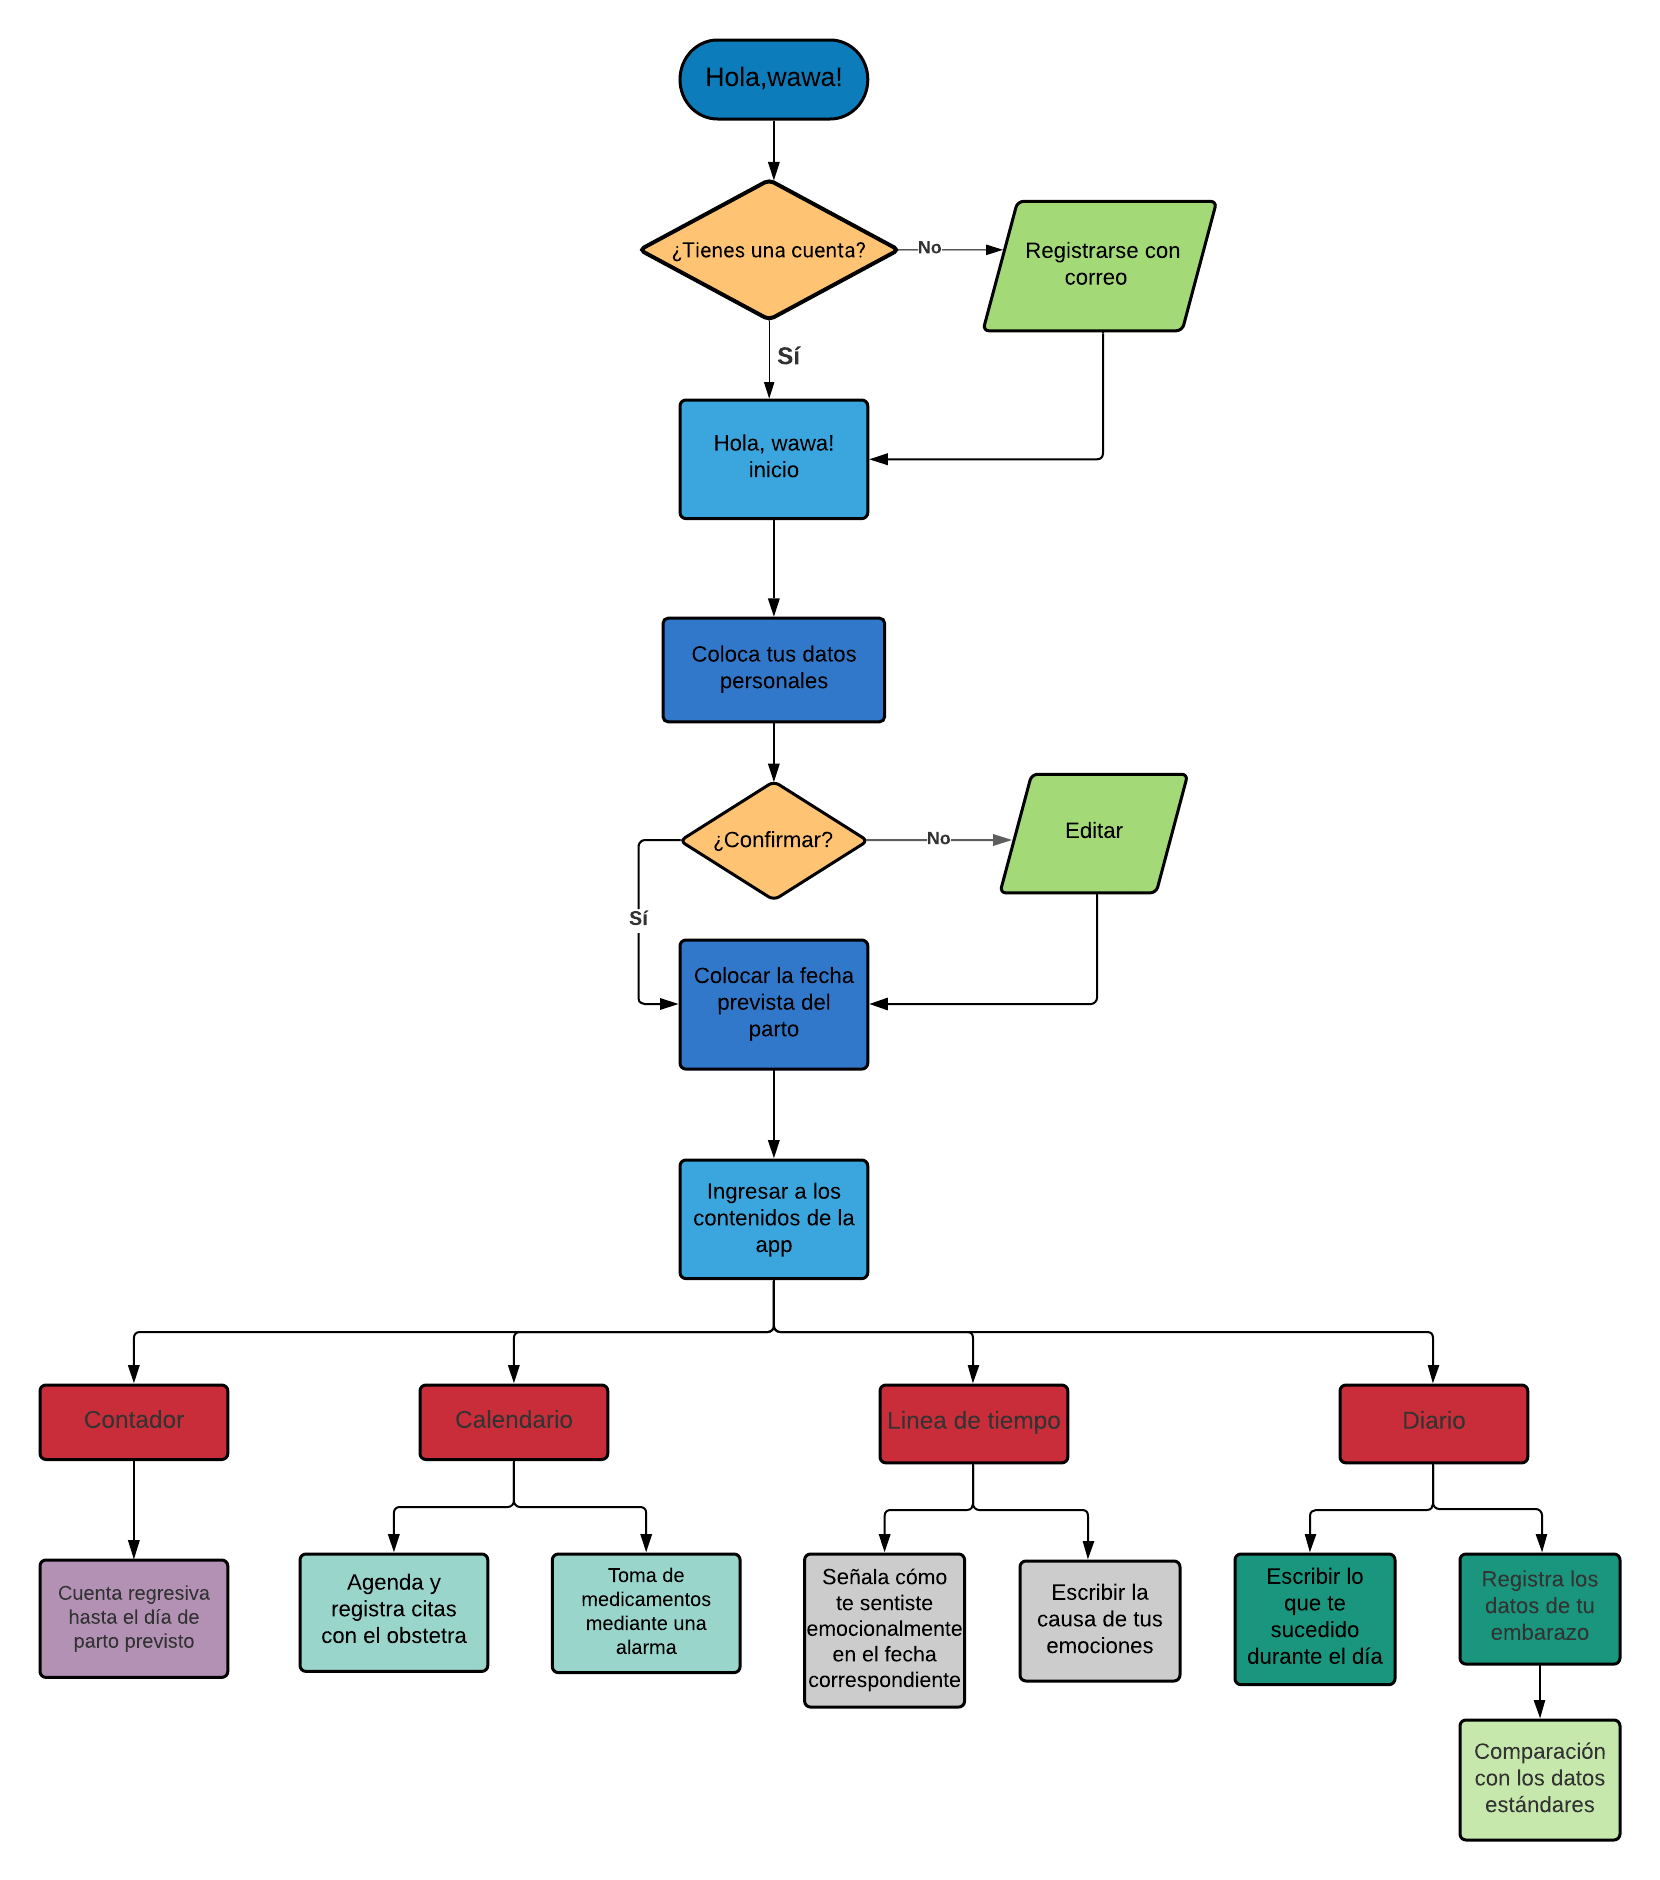 Hola,wawa!
¿Tienes una cuenta?
No
Registrarse con
correo
Sí
Hola, wawa!
inicio
Coloca tus datos
personales
¿Confirmar?
No
Editar
Sí
Colocar la fecha
prevista del
parto
Ingresar a los
contenidos de la
app
Contador
Calendario
Linea de tiempo
Diario
Cuenta regresiva
hasta el día de
parto previsto
Agenda y
registra citas
con el obstetra
Toma de
medicamentos
mediante una
alarma
Señala cómo
te sentiste
emocionalmente
en el fecha
correspondiente
Escribir la
causa de tus
emociones
Escribir lo
que te
sucedido
durante el día
Registra los
datos de tu
embarazo
Comparación
con los datos
estándares